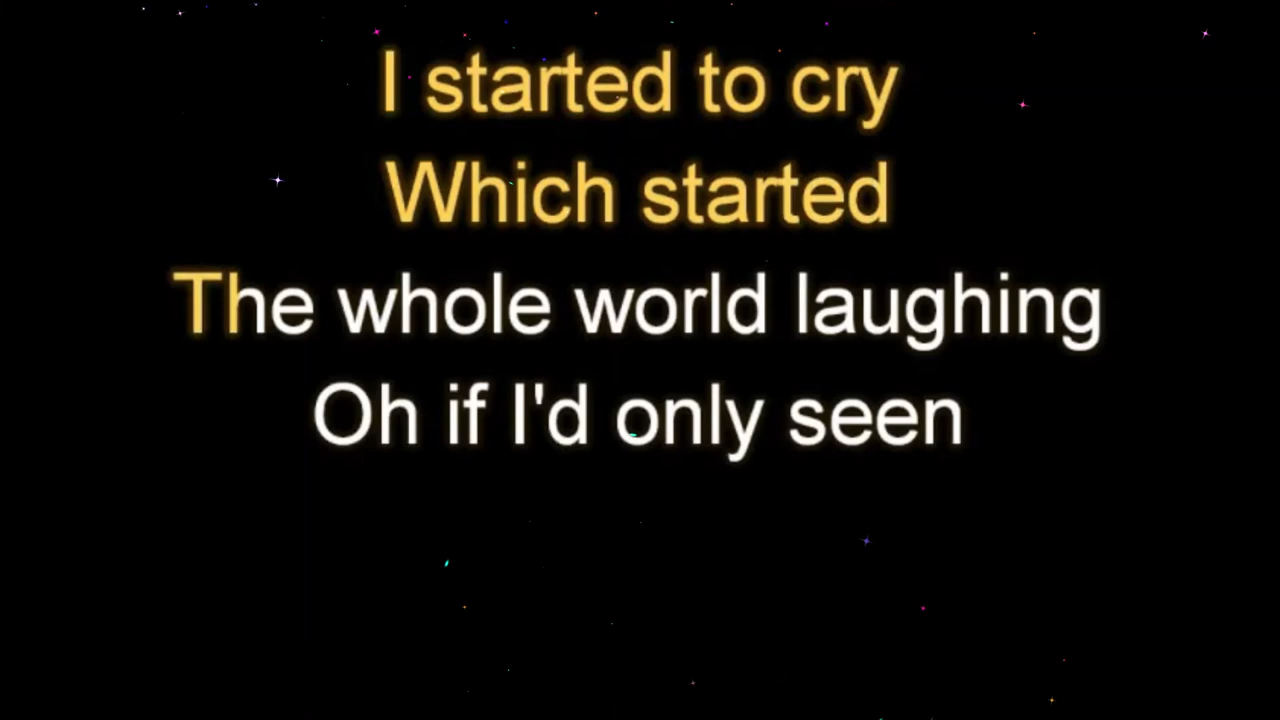 I started to cry
Which started
The whole world laughing
Oh if I'd only seen